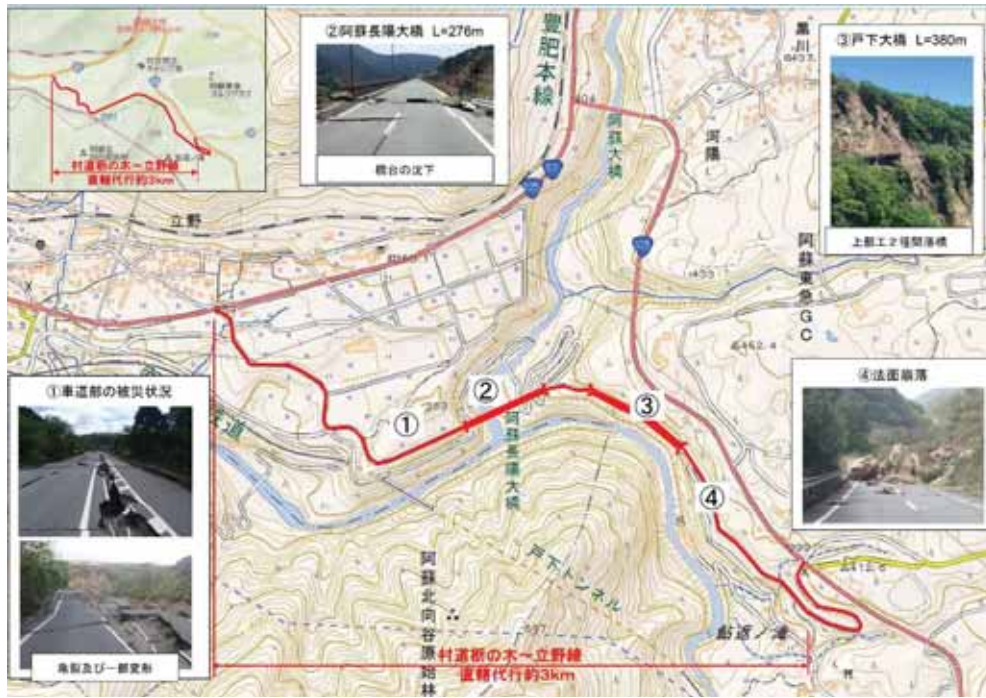 村道栃の木～立野線
直轄代行約3km
②阿蘇長陽大橋 L=276m
橋台の沈下
豊肥本線
阿蘇大橋
黒川
河陽
③戸下大橋 L=380m
上部工2径間落橋
立野
阿蘇東急GC
①車道部の被災状況
亀裂及び一部変形
①
②
③
④
阿蘇長陽大橋
④法面崩落
戸下トンネル
阿蘇北向谷原始林
鮎返ノ滝
村道栃の木～立野線
直轄代行約3km